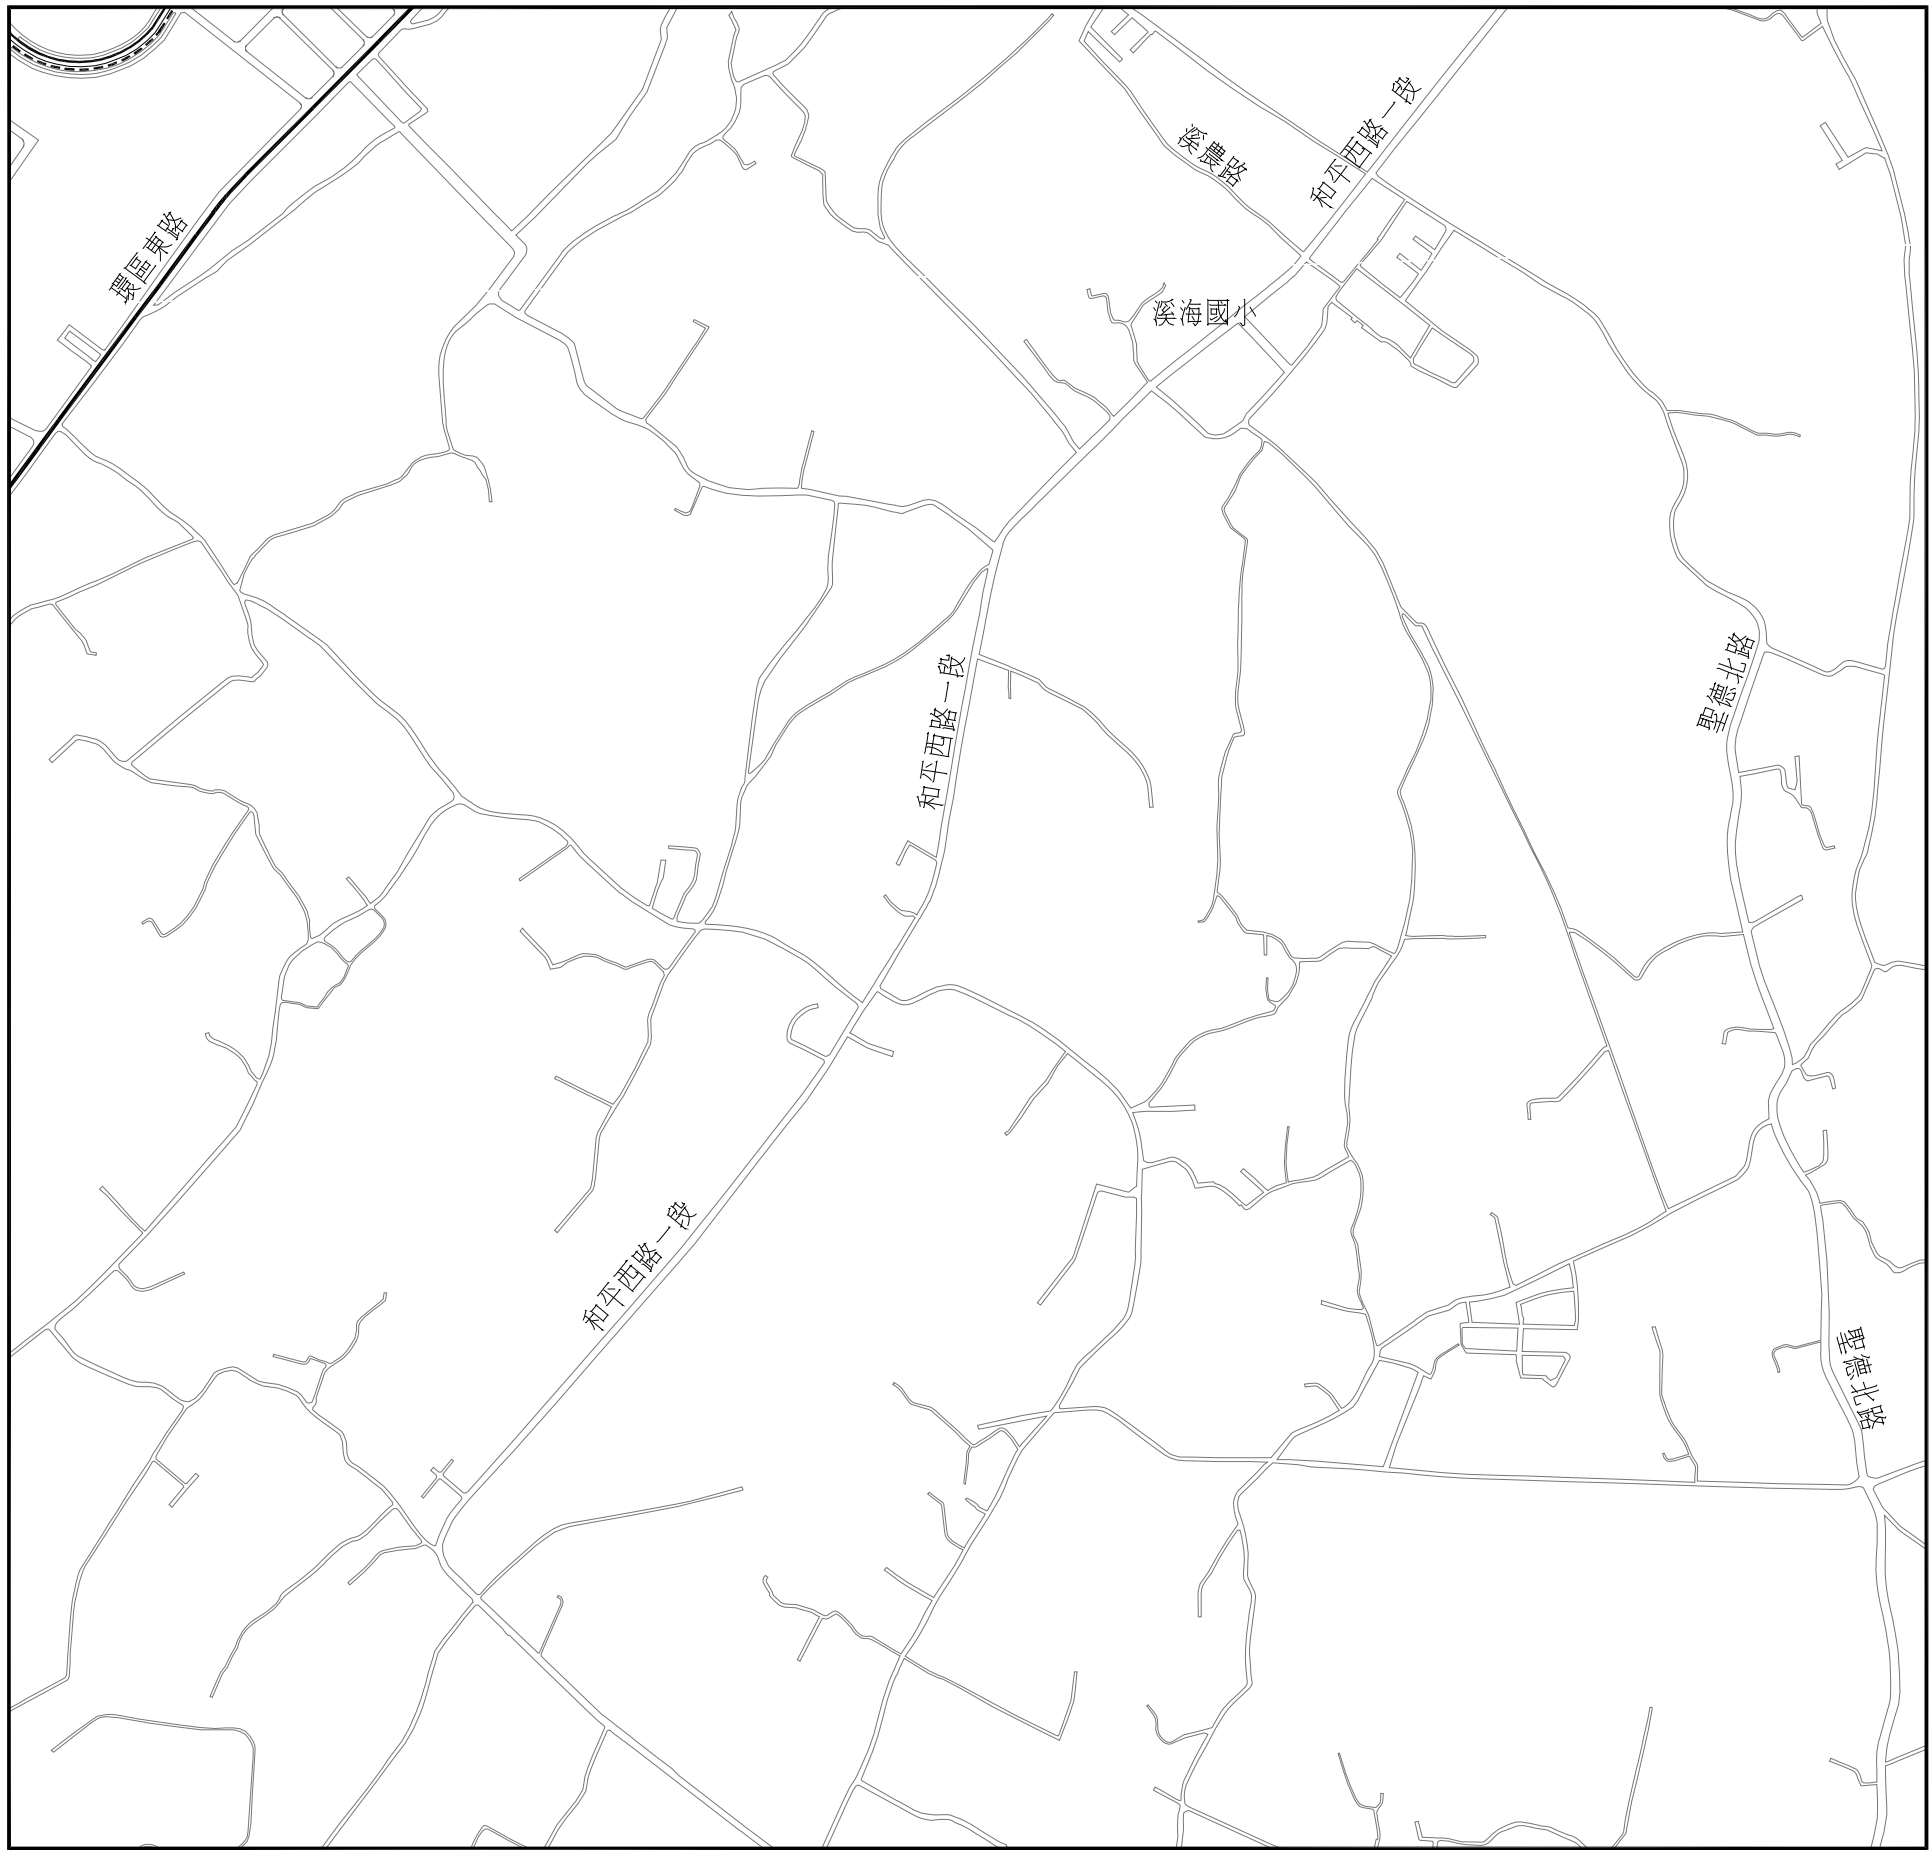 和平西路一段
溪農路
環區東路
溪海國小
和平西路一段
聖德北路
和平西路一段
聖德北路